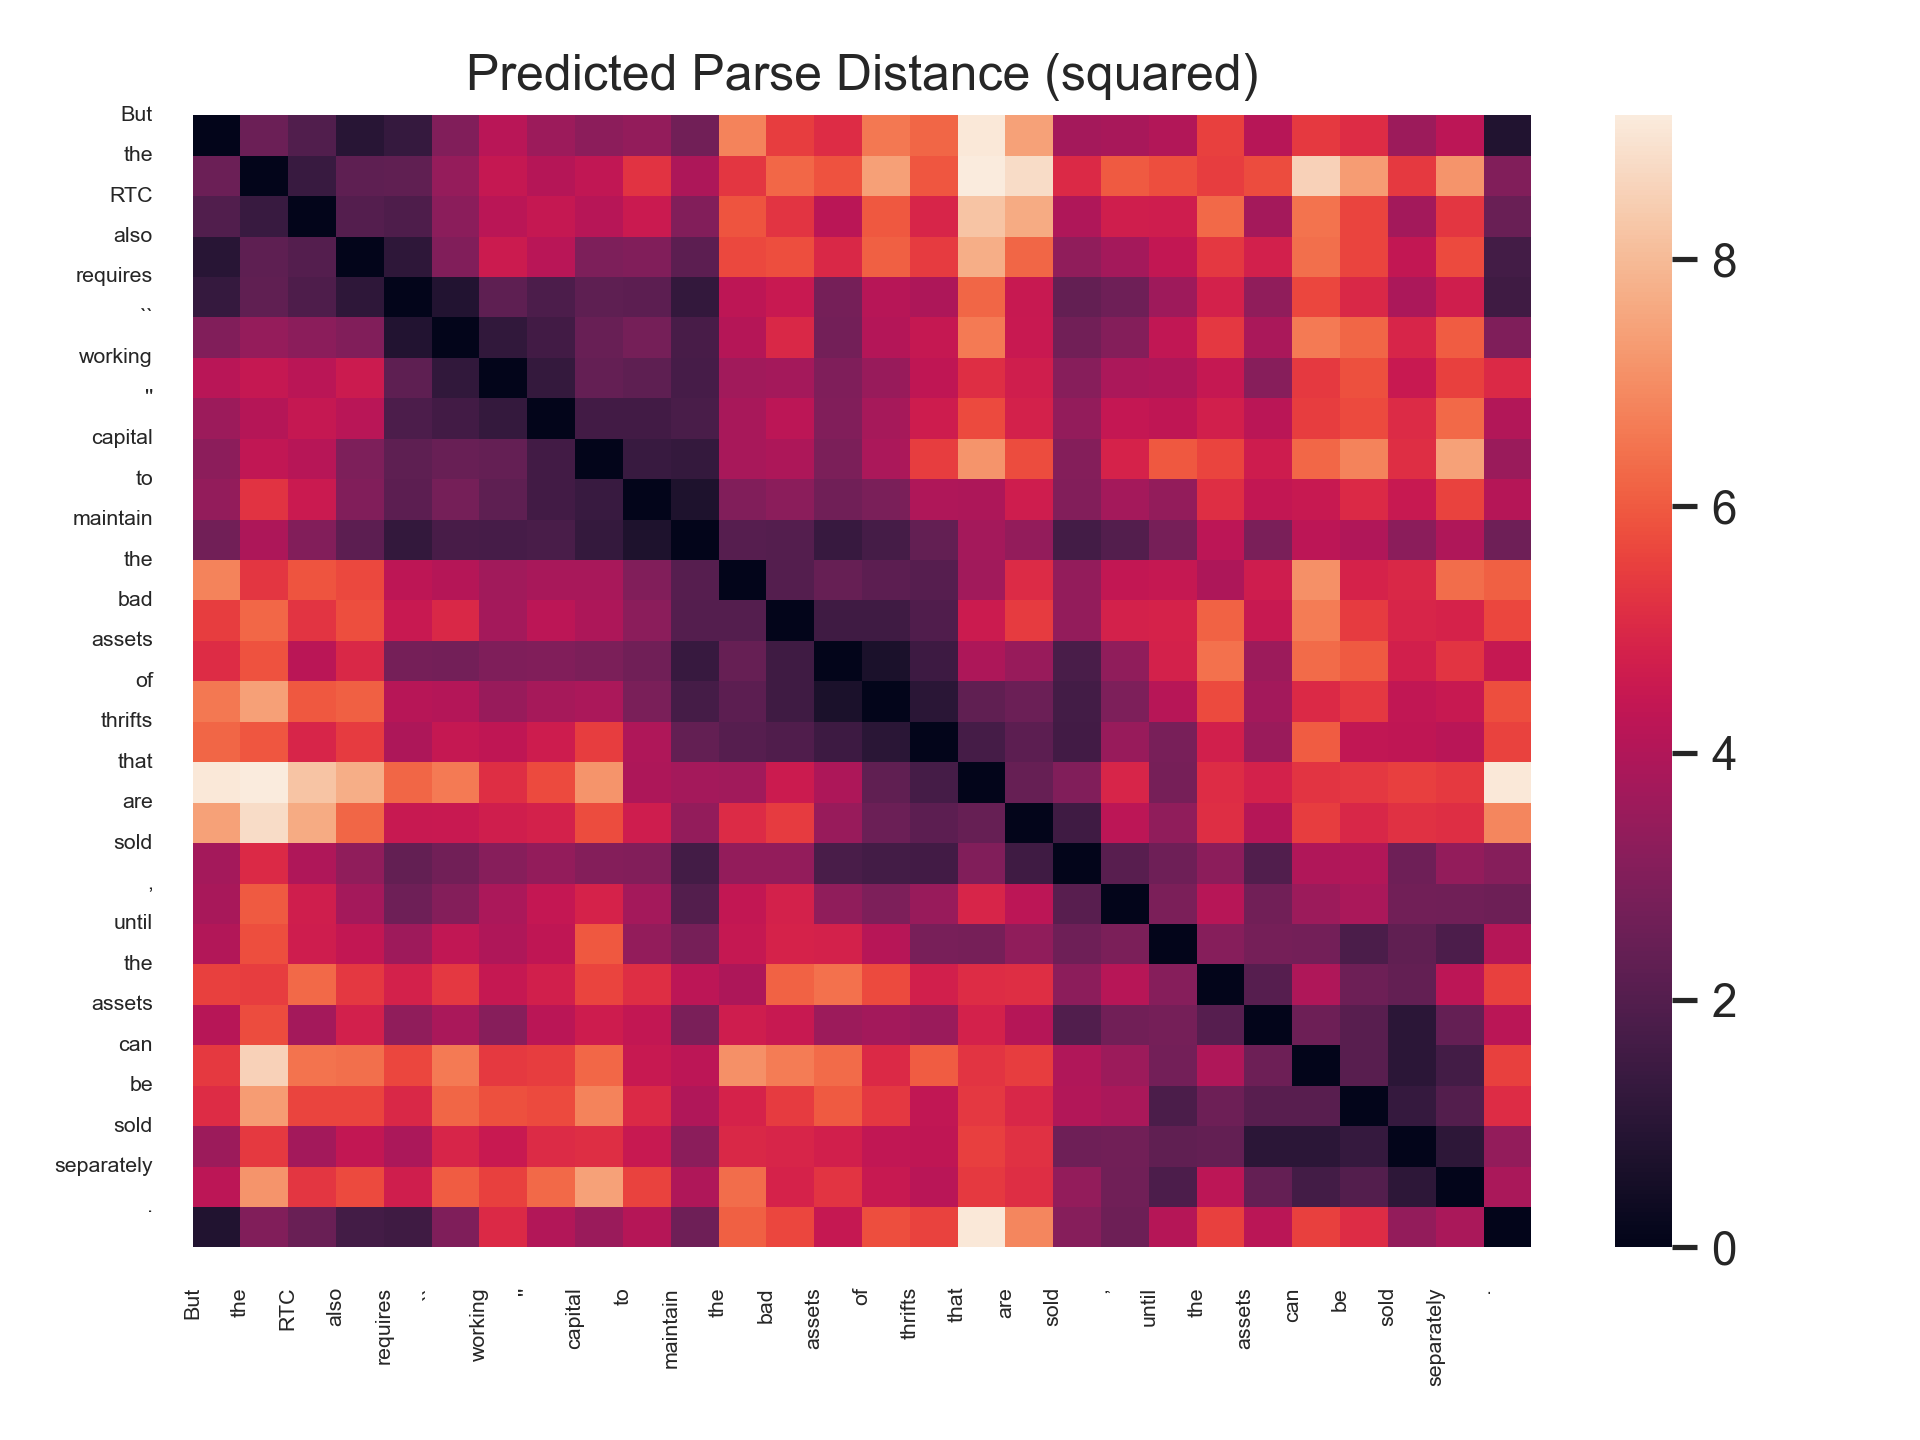 Predicted Parse Distance (squared)
But
the
RTC
also
requires
``
working
''
capital
to
maintain
the
bad
assets
of
thrifts
that
are
sold
,
until
the
assets
can
be
sold
separately
.
8
6
4
2
0
But
the
RTC
also
requires
``
working
''
capital
to
maintain
the
bad
assets
of
thrifts
that
are
sold
,
until
the
assets
can
be
sold
separately
.